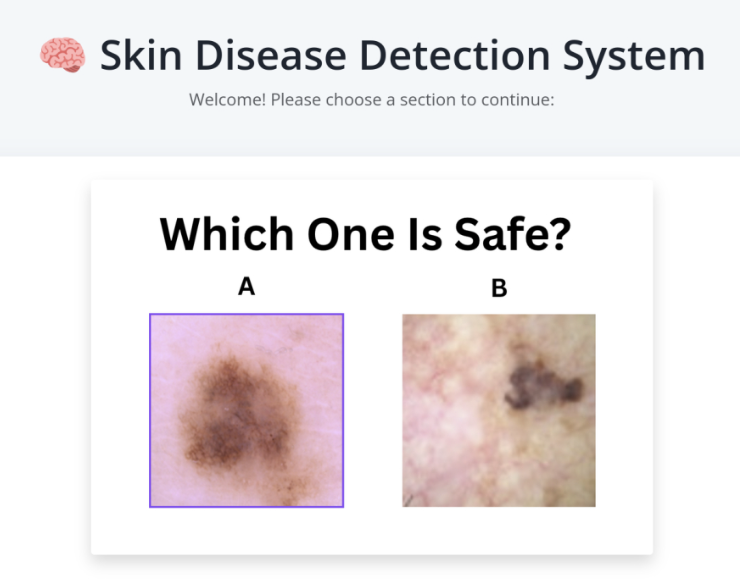 Skin Disease Detection System
Welcome! Please choose a section to continue:
Which One Is Safe?
A
B